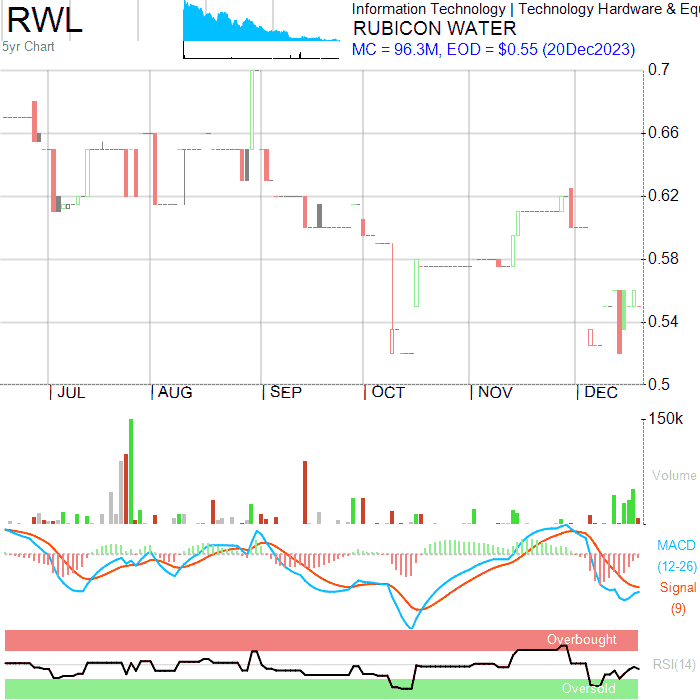 RWL
5yr Chart
Information Technology | Technology Hardware & Equ
RUBICON WATER
MC = 96.3M, EOD = $0.55 (20Dec2023)
0.7
0.66
0.62
0.58
0.54
0.5
JUL AUG SEP OCT NOV DEC
150k
Volume
MACD
(12-26)
Signal
(9)
Overbought
RSI(14)
Oversold